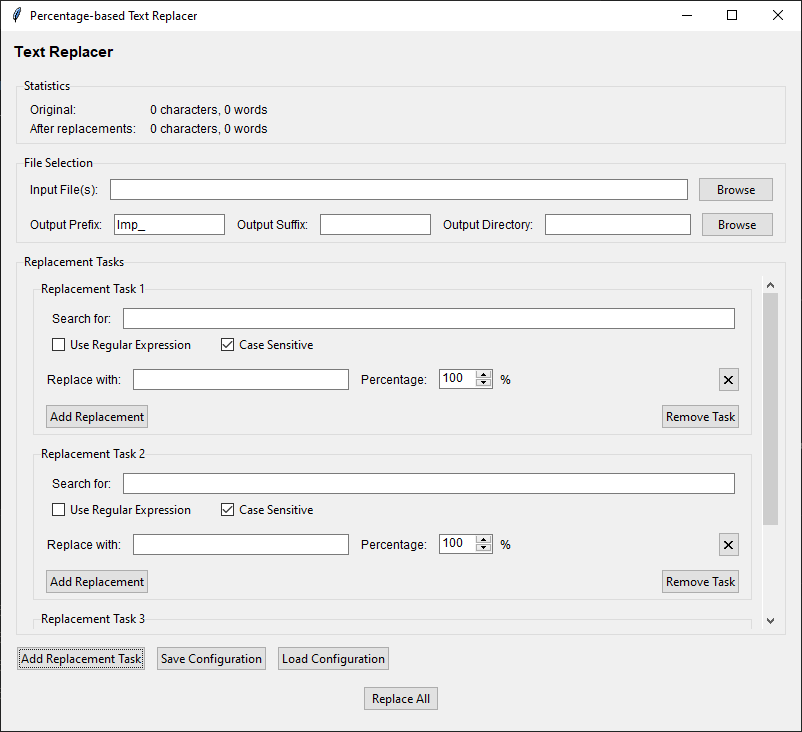 Percentage-based Text Replacer
Text Replacer
Statistics
Original: 0 characters, 0 words
After replacements: 0 characters, 0 words
File Selection
Input File(s): Browse
Output Prefix: Imp_ Output Suffix: Output Directory: Browse
Replacement Tasks
Replacement Task 1
Search for:
Use Regular Expression Case Sensitive
Replace with: Percentage: 100 %
Add Replacement Remove Task
Replacement Task 2
Search for:
Use Regular Expression Case Sensitive
Replace with: Percentage: 100 %
Add Replacement Remove Task
Replacement Task 3
Add Replacement Task Save Configuration Load Configuration
Replace All